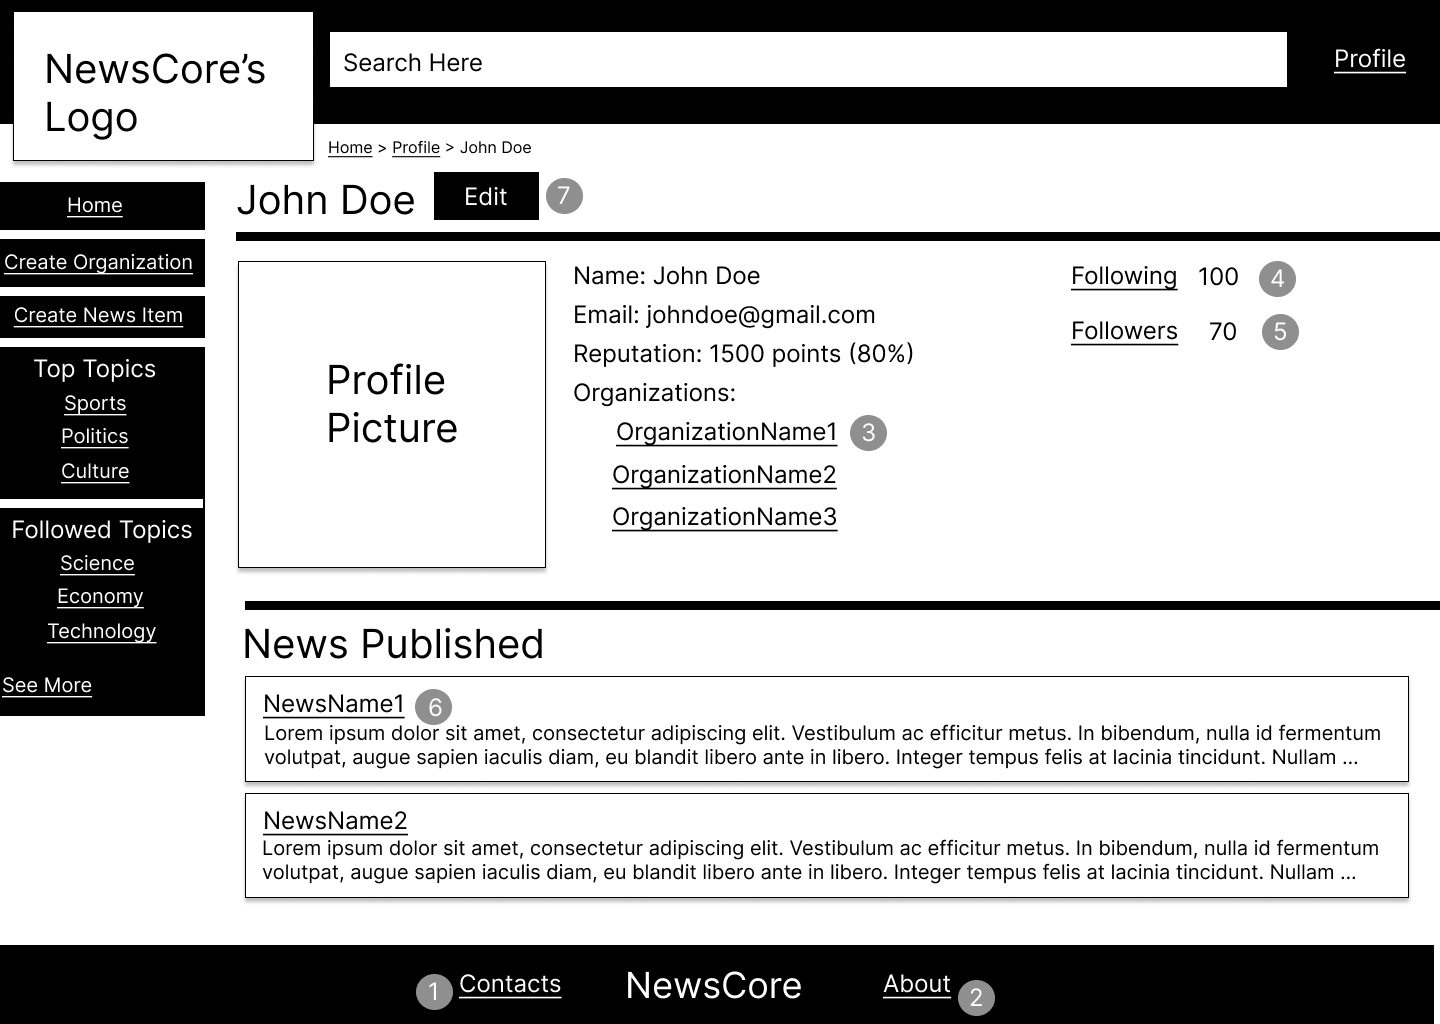 NewsCore’s
Logo
Search Here
Profile
Home > Profile > John Doe
John Doe
Edit
7
Home
Create Organization
Create News Item
Top Topics
Sports
Politics
Culture
Followed Topics
Science
Economy
Technology
See More
Profile
Picture
Name: John Doe
Email: johndoe@gmail.com
Reputation: 1500 points (80%)
Organizations:
OrganizationName1 3
OrganizationName2
OrganizationName3
Following 100 4
Followers 70 5
News Published
NewsName1 6
Lorem ipsum dolor sit amet, consectetur adipiscing elit. Vestibulum ac efficitur metus. In bibendum, nulla id fermentum
volutpat, augue sapien iaculis diam, eu blandit libero ante in libero. Integer tempus felis at lacinia tincidunt. Nullam ...
NewsName2
Lorem ipsum dolor sit amet, consectetur adipiscing elit. Vestibulum ac efficitur metus. In bibendum, nulla id fermentum
volutpat, augue sapien iaculis diam, eu blandit libero ante in libero. Integer tempus felis at lacinia tincidunt. Nullam ...
1 Contacts
NewsCore
About 2